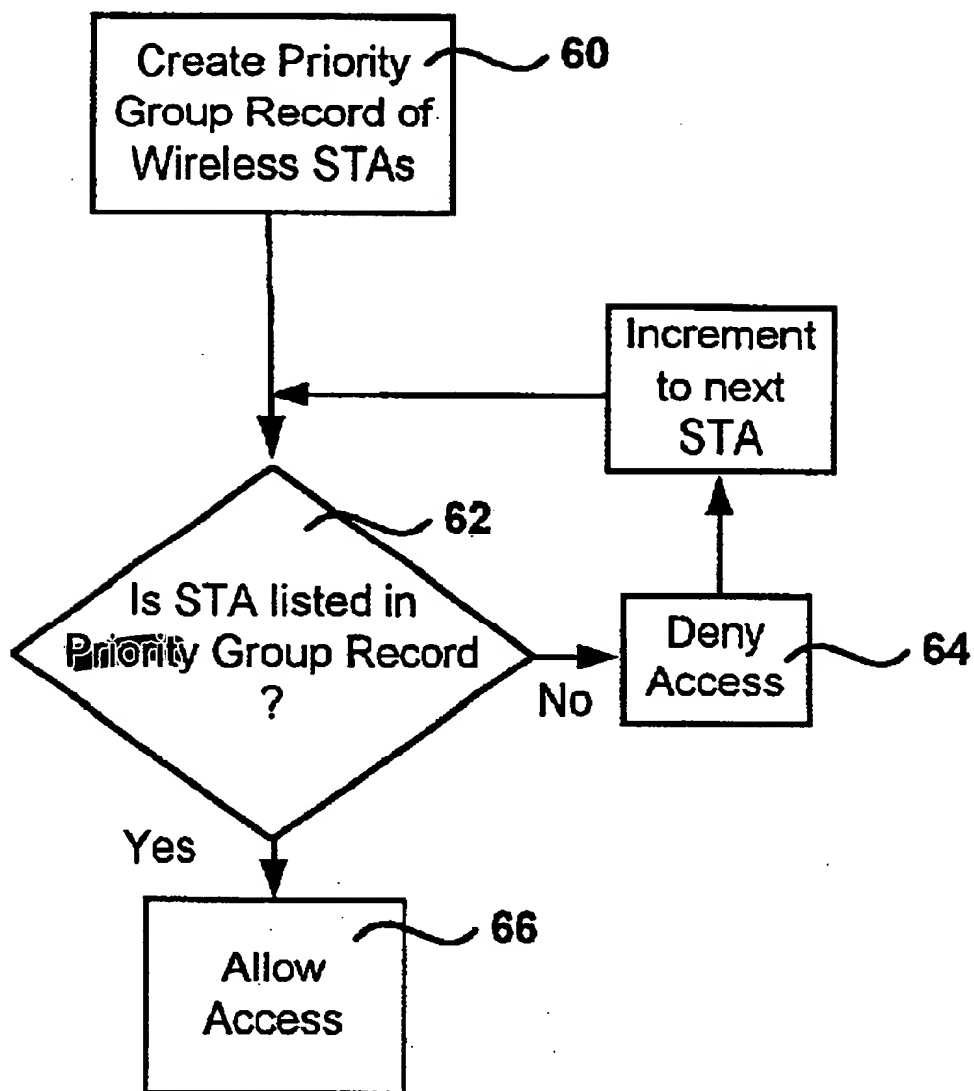 Create Priority
Group Record of
Wireless STAs
60
Increment
to next
STA
62
Is STA listed in
Priority Group Record
?
No
Deny
Access
64
Yes
66
Allow
Access